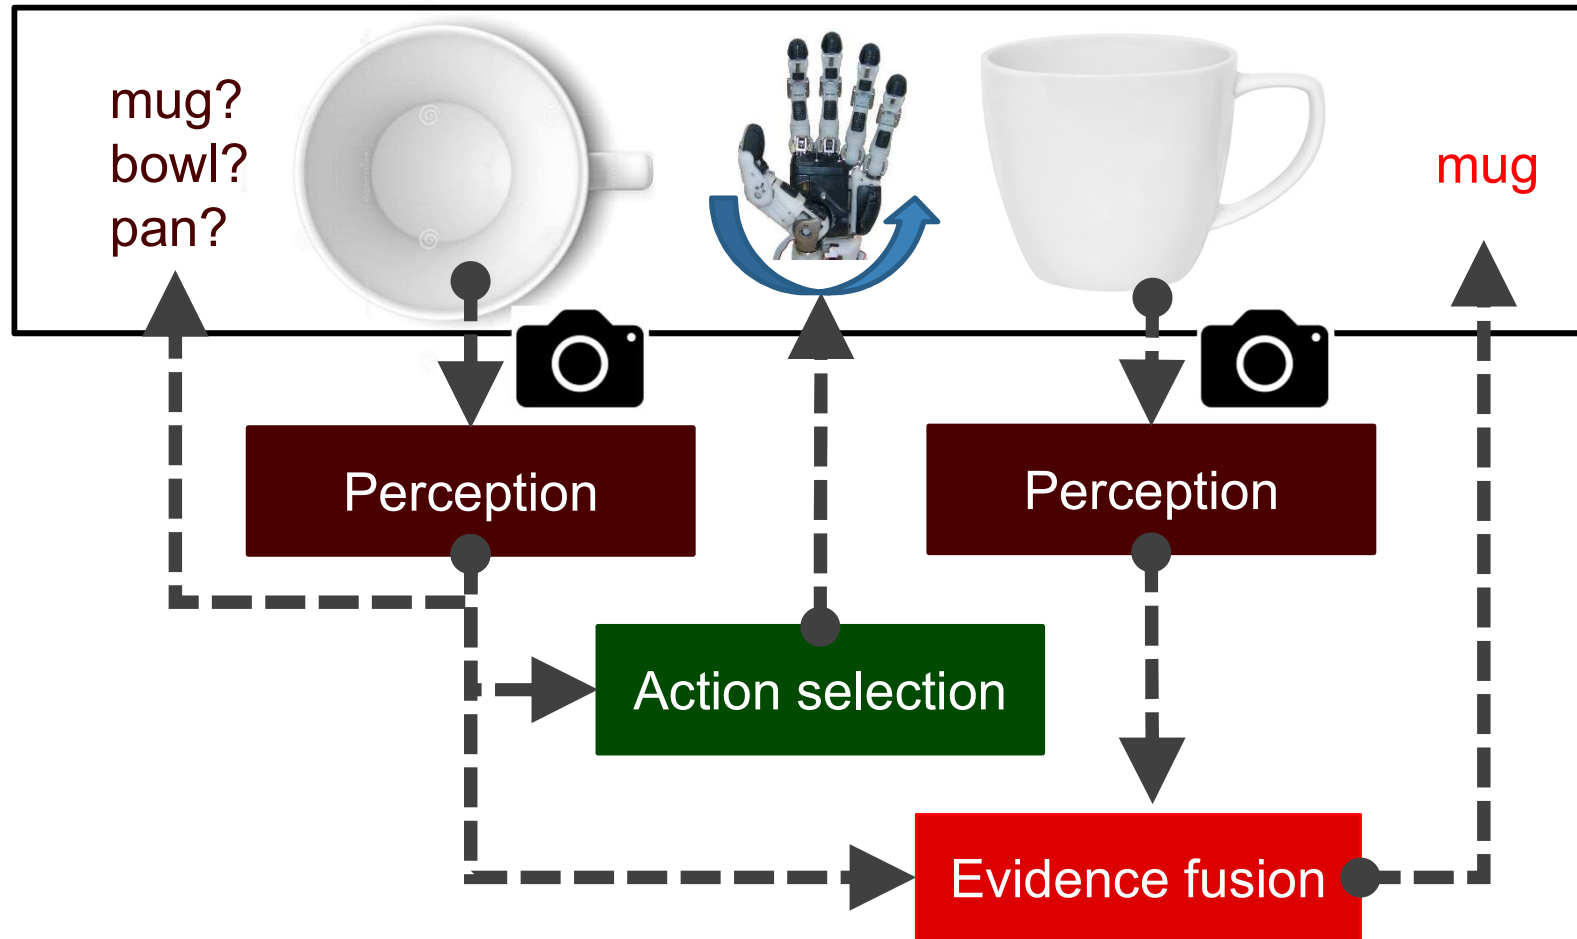 mug?
bowl?
pan?
mug
Perception
Perception
Action selection
Evidence fusion